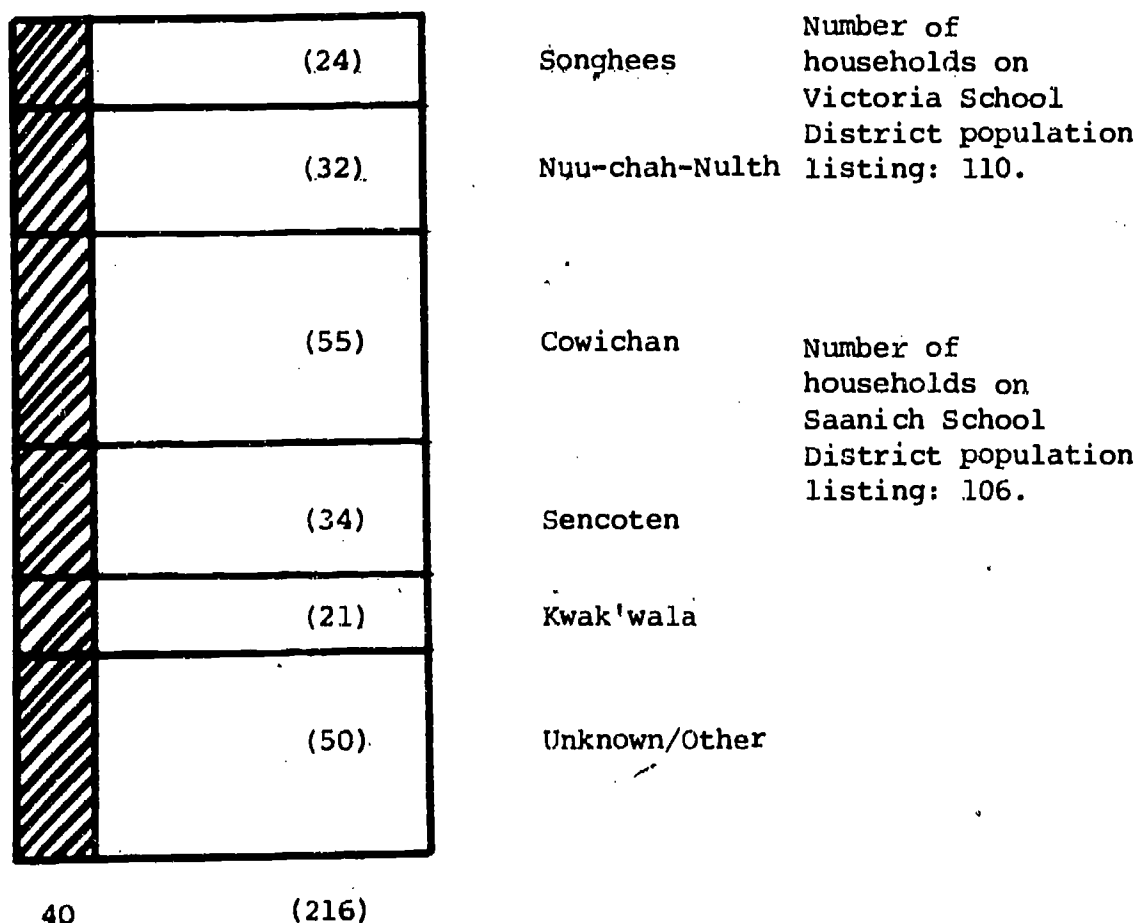 (24) Songhees
Number of
households on
Victoria School
District population
(32) Nuu-chah-Nulth listing: 110.
(55) Cowichan
Number of
households on
Saanich School
District population
listing: 106.
(34) Sencoten
(21) Kwak'wala
(50) Unknown/Other
40 (216)